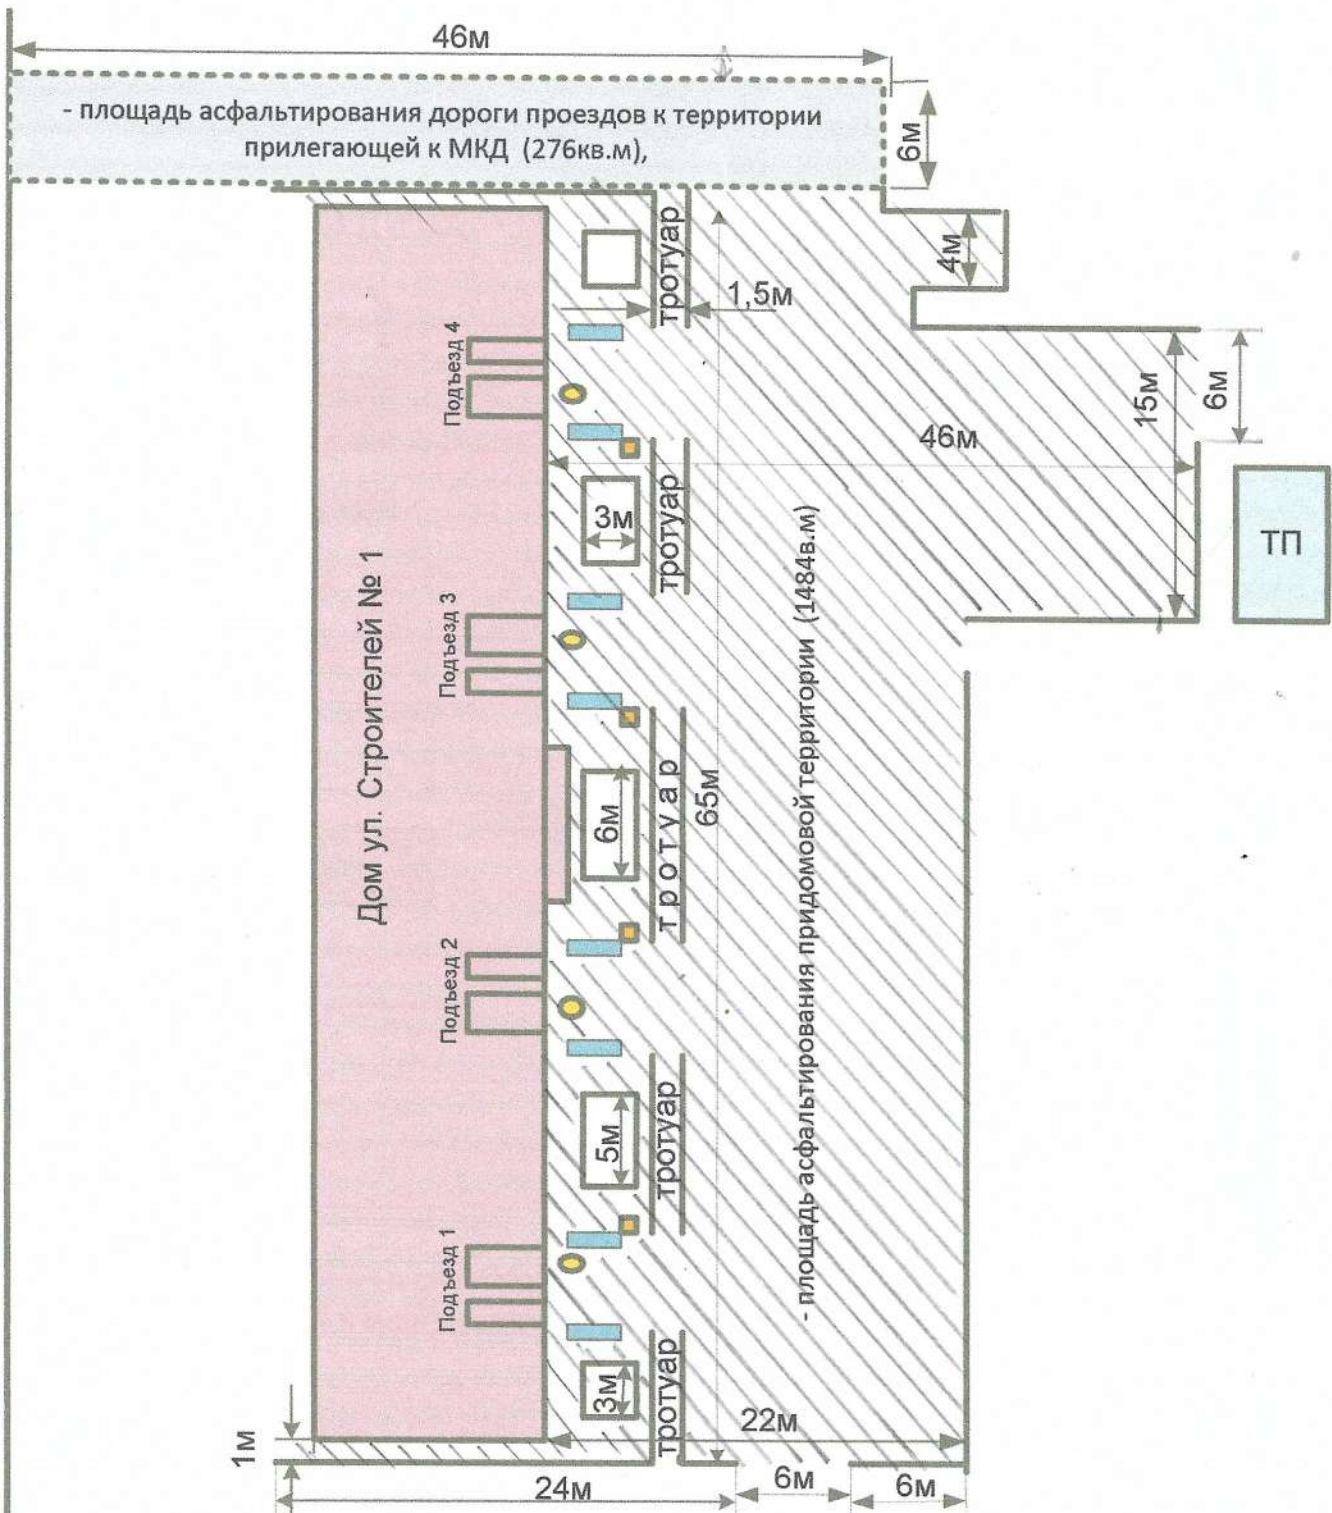 46м
- площадь асфальтирования дороги проездов к территории
прилегающей к МКД (276кв.м),
6м
4м
тротуар
1,5м
Подъезд 4
15м
6м
46м
3м
тротуар
ТП
Дом ул. Строителей № 1
Подъезд 3
- площадь асфальтирования придомовой территории (1484в.м)
6м
тротуар
65м
Подъезд 2
5м
тротуар
Подъезд 1
3м
тротуар
22м
1м
24м
6м
6м